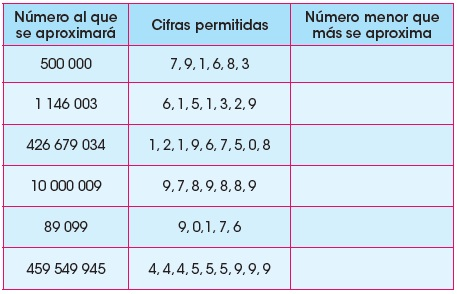 Número al que se aproximará | Cifras permitidas | Número menor que más se aproxima
500 000 | 7, 9, 1, 6, 8, 3
1 146 003 | 6, 1, 5, 1, 3, 2, 9
426 679 034 | 1, 2, 1, 9, 6, 7, 5, 0, 8
10 000 009 | 9, 7, 8, 9, 8, 8, 9
89 099 | 9, 0, 1, 7, 6
459 549 945 | 4, 4, 4, 5, 5, 5, 9, 9, 9